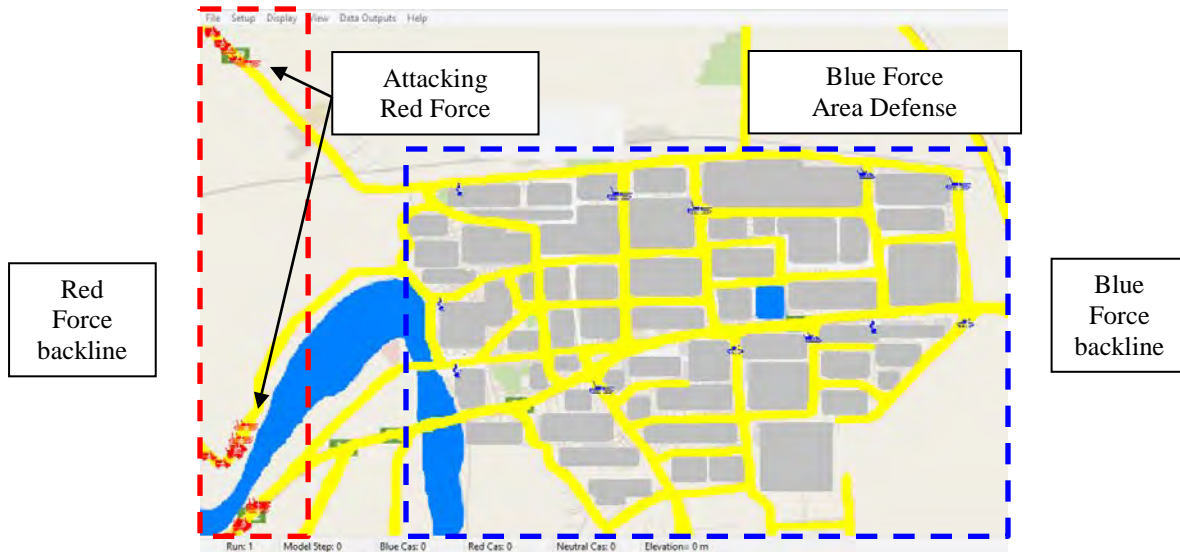 File Setup Display View Data Outputs Help
Attacking
Red Force
Blue Force
Area Defense
Red
Force
backline
Blue
Force
backline
Run: 1 Model Step: 0 Blue Cas: 0 Red Cas: 0 Neutral Cas: 0 Elevation= 0 m